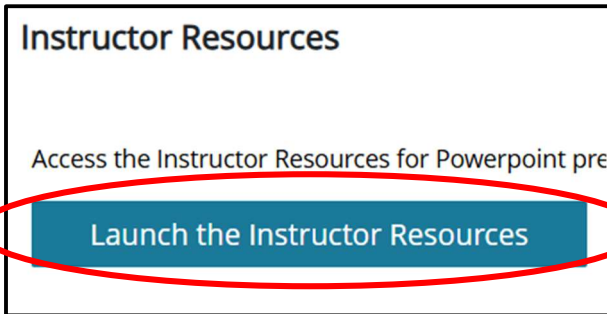 Instructor Resources
Access the Instructor Resources for Powerpoint pre
Launch the Instructor Resources